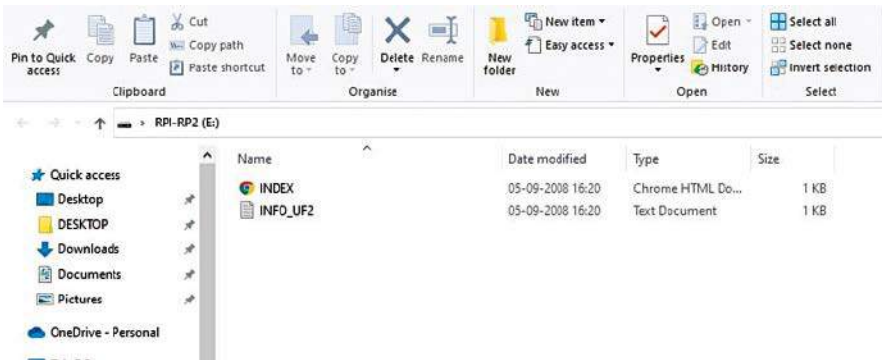 Pin to Quick access
Copy
Paste
Cut
Copy path
Paste shortcut
Clipboard
Move to
Copy to
Delete
Rename
Organise
New folder
New item
Easy access
New
Properties
Open
Edit
History
Open
Select all
Select none
Invert selection
Select
RPI-RP2 (E:)
Name Date modified Type Size
INDEX 05-09-2008 16:20 Chrome HTML Do... 1 KB
INFO_UF2 05-09-2008 16:20 Text Document 1 KB
Quick access
Desktop
DESKTOP
Downloads
Documents
Pictures
OneDrive - Personal